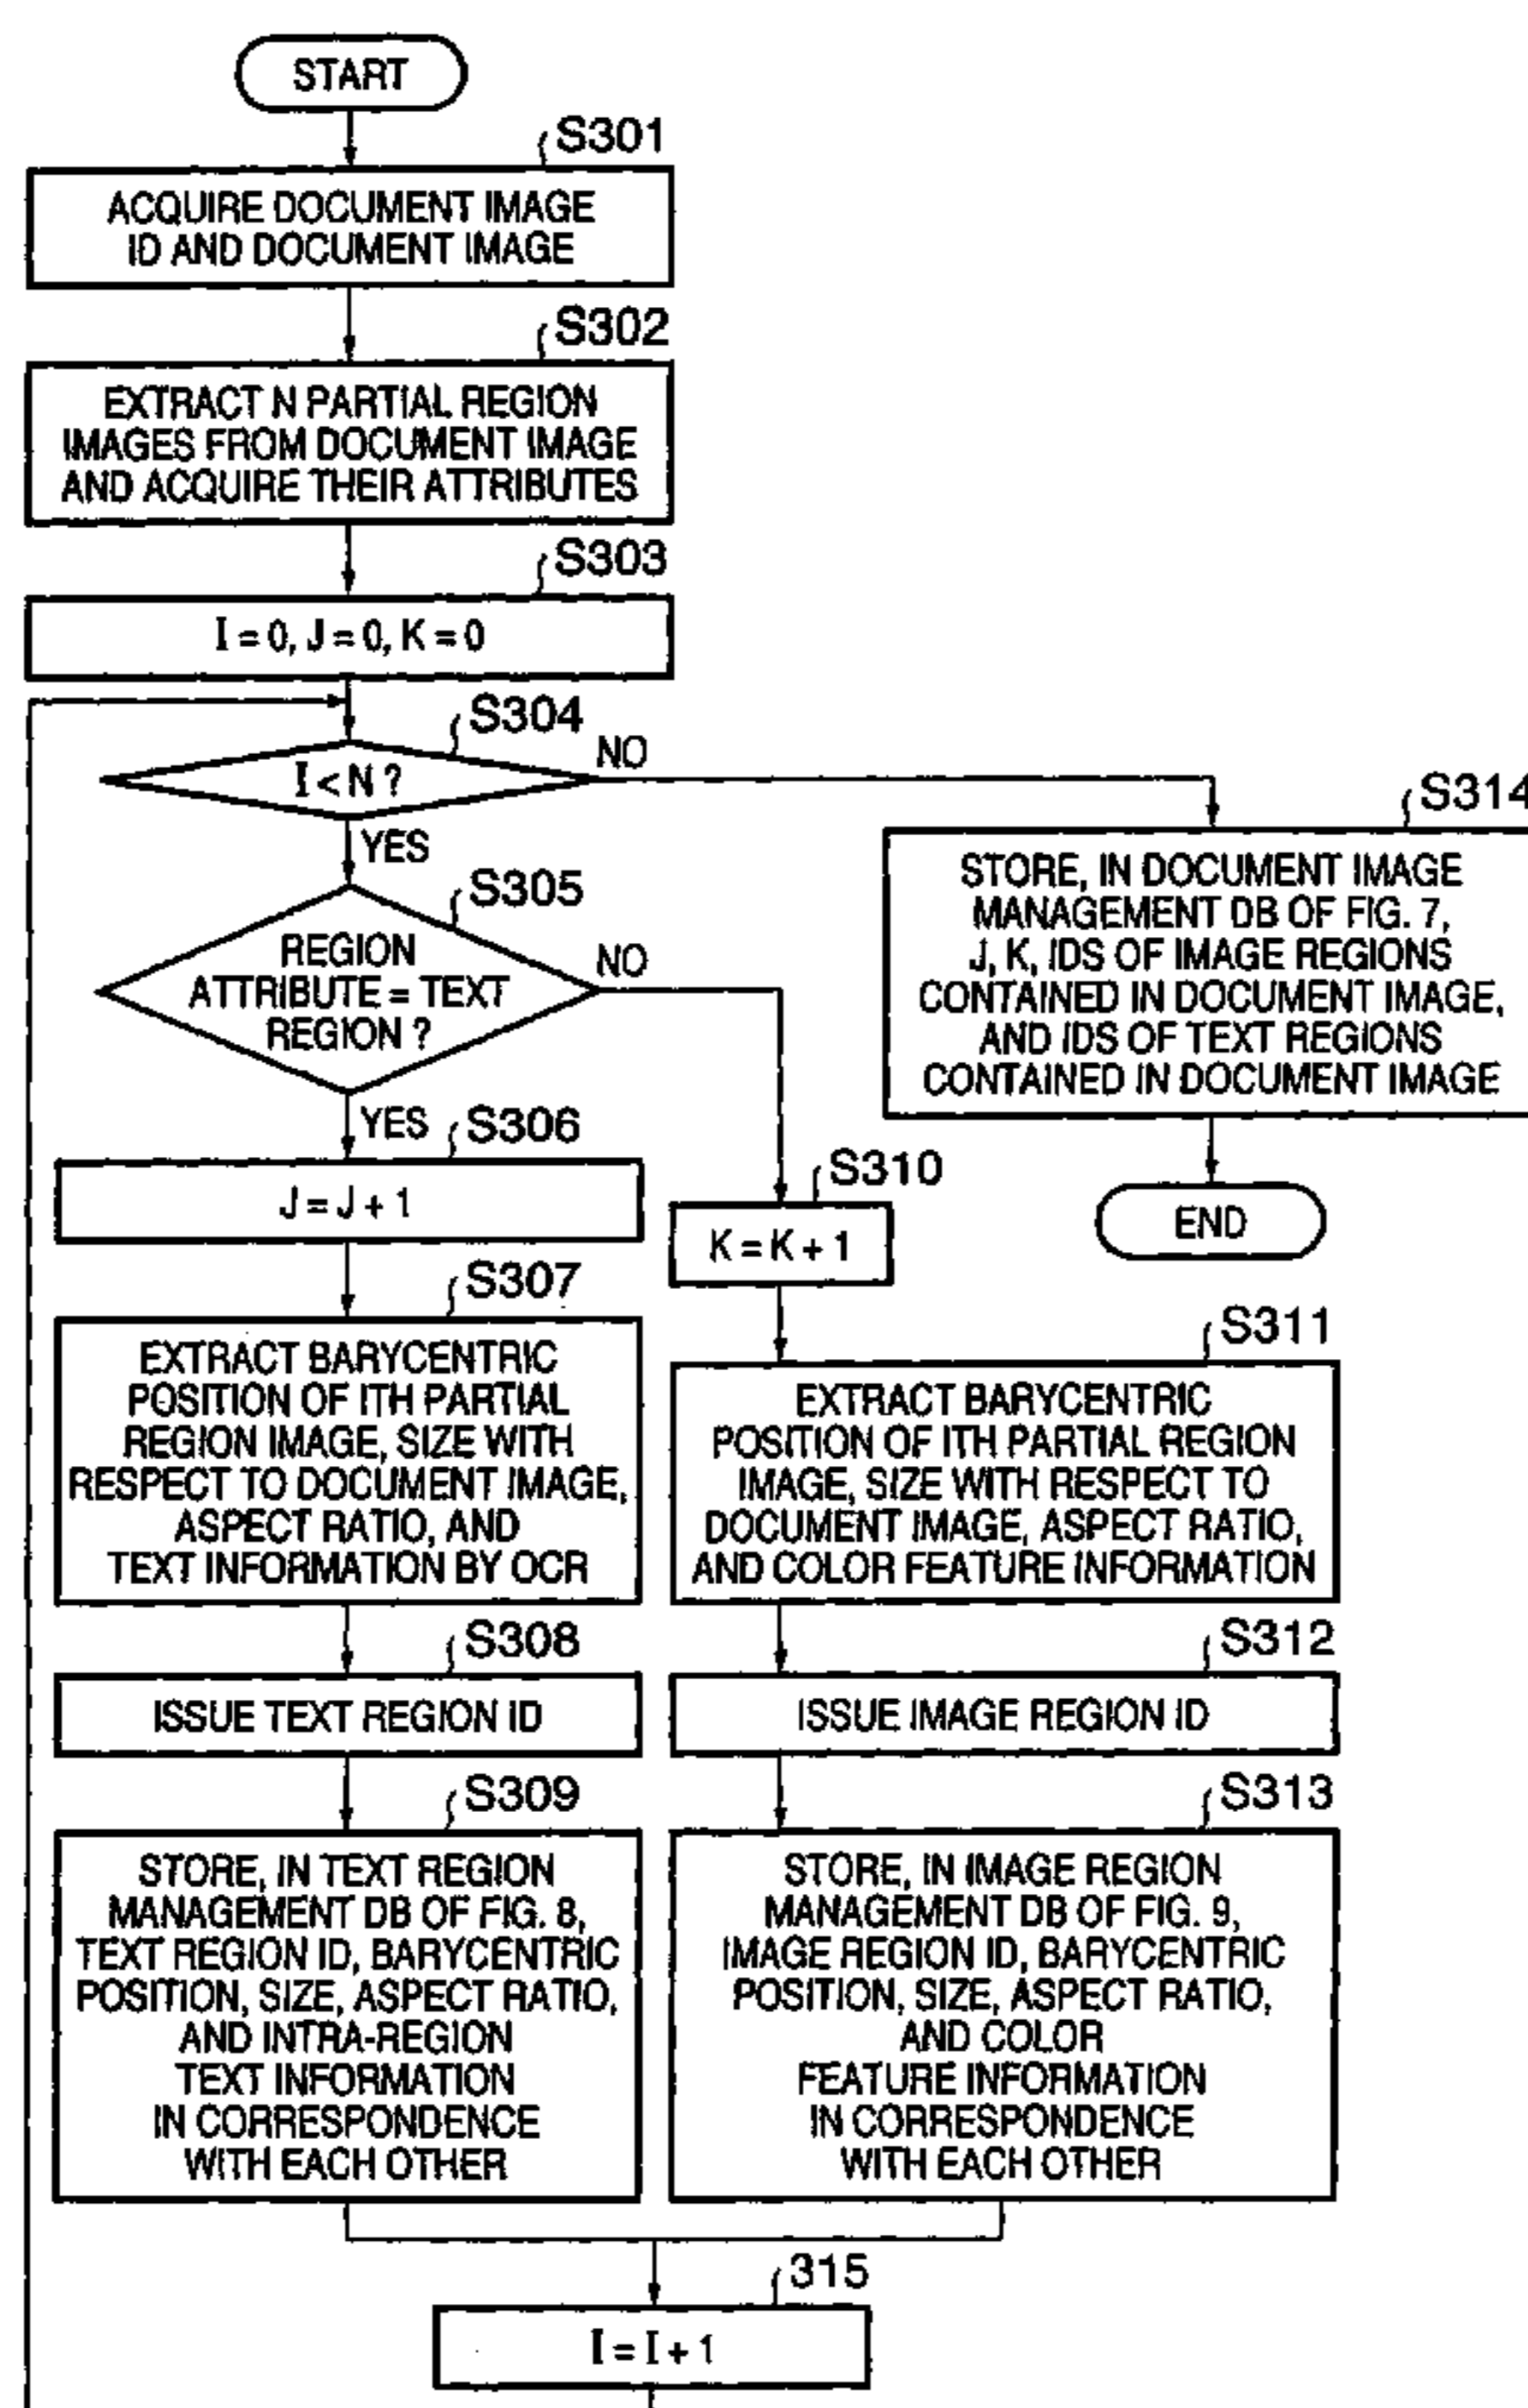 START
S301
ACQUIRE DOCUMENT IMAGE
ID AND DOCUMENT IMAGE
S302
EXTRACT N PARTIAL REGION
IMAGES FROM DOCUMENT IMAGE
AND ACQUIRE THEIR ATTRIBUTES
S303
I = 0, J = 0, K = 0
S304
I < N ?
NO
YES
S305
REGION
ATTRIBUTE = TEXT
REGION ?
NO
YES
S306
J = J + 1
S307
EXTRACT BARYCENTRIC
POSITION OF ITH PARTIAL
REGION IMAGE, SIZE WITH
RESPECT TO DOCUMENT IMAGE,
ASPECT RATIO, AND
TEXT INFORMATION BY OCR
S308
ISSUE TEXT REGION ID
S309
STORE, IN TEXT REGION
MANAGEMENT DB OF FIG. 8,
TEXT REGION ID, BARYCENTRIC
POSITION, SIZE, ASPECT RATIO,
AND INTRA-REGION
TEXT INFORMATION
IN CORRESPONDENCE
WITH EACH OTHER
S310
K = K + 1
S311
EXTRACT BARYCENTRIC
POSITION OF ITH PARTIAL REGION
IMAGE, SIZE WITH RESPECT TO
DOCUMENT IMAGE, ASPECT RATIO,
AND COLOR FEATURE INFORMATION
S312
ISSUE IMAGE REGION ID
S313
STORE, IN IMAGE REGION
MANAGEMENT DB OF FIG. 9,
IMAGE REGION ID, BARYCENTRIC
POSITION, SIZE, ASPECT RATIO,
AND COLOR
FEATURE INFORMATION
IN CORRESPONDENCE
WITH EACH OTHER
S314
STORE, IN DOCUMENT IMAGE
MANAGEMENT DB OF FIG. 7,
J, K, IDS OF IMAGE REGIONS
CONTAINED IN DOCUMENT IMAGE,
AND IDS OF TEXT REGIONS
CONTAINED IN DOCUMENT IMAGE
END
315
I = I + 1